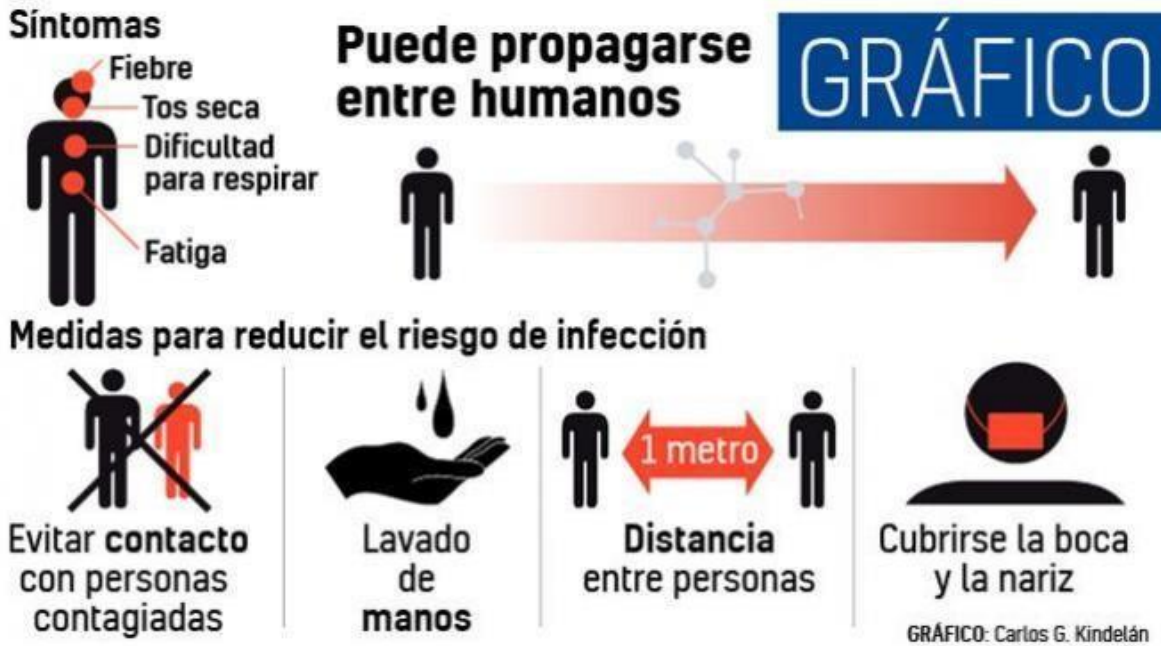 Síntomas
Fiebre
Tos seca
Dificultad
para respirar
Fatiga
Puede propagarse
entre humanos
GRÁFICO
Medidas para reducir el riesgo de infección
Evitar contacto
con personas
contagiadas
Lavado
de
manos
1 metro
Distancia
entre personas
Cubrirse la boca
y la nariz
GRÁFICO: Carlos G. Kindelán